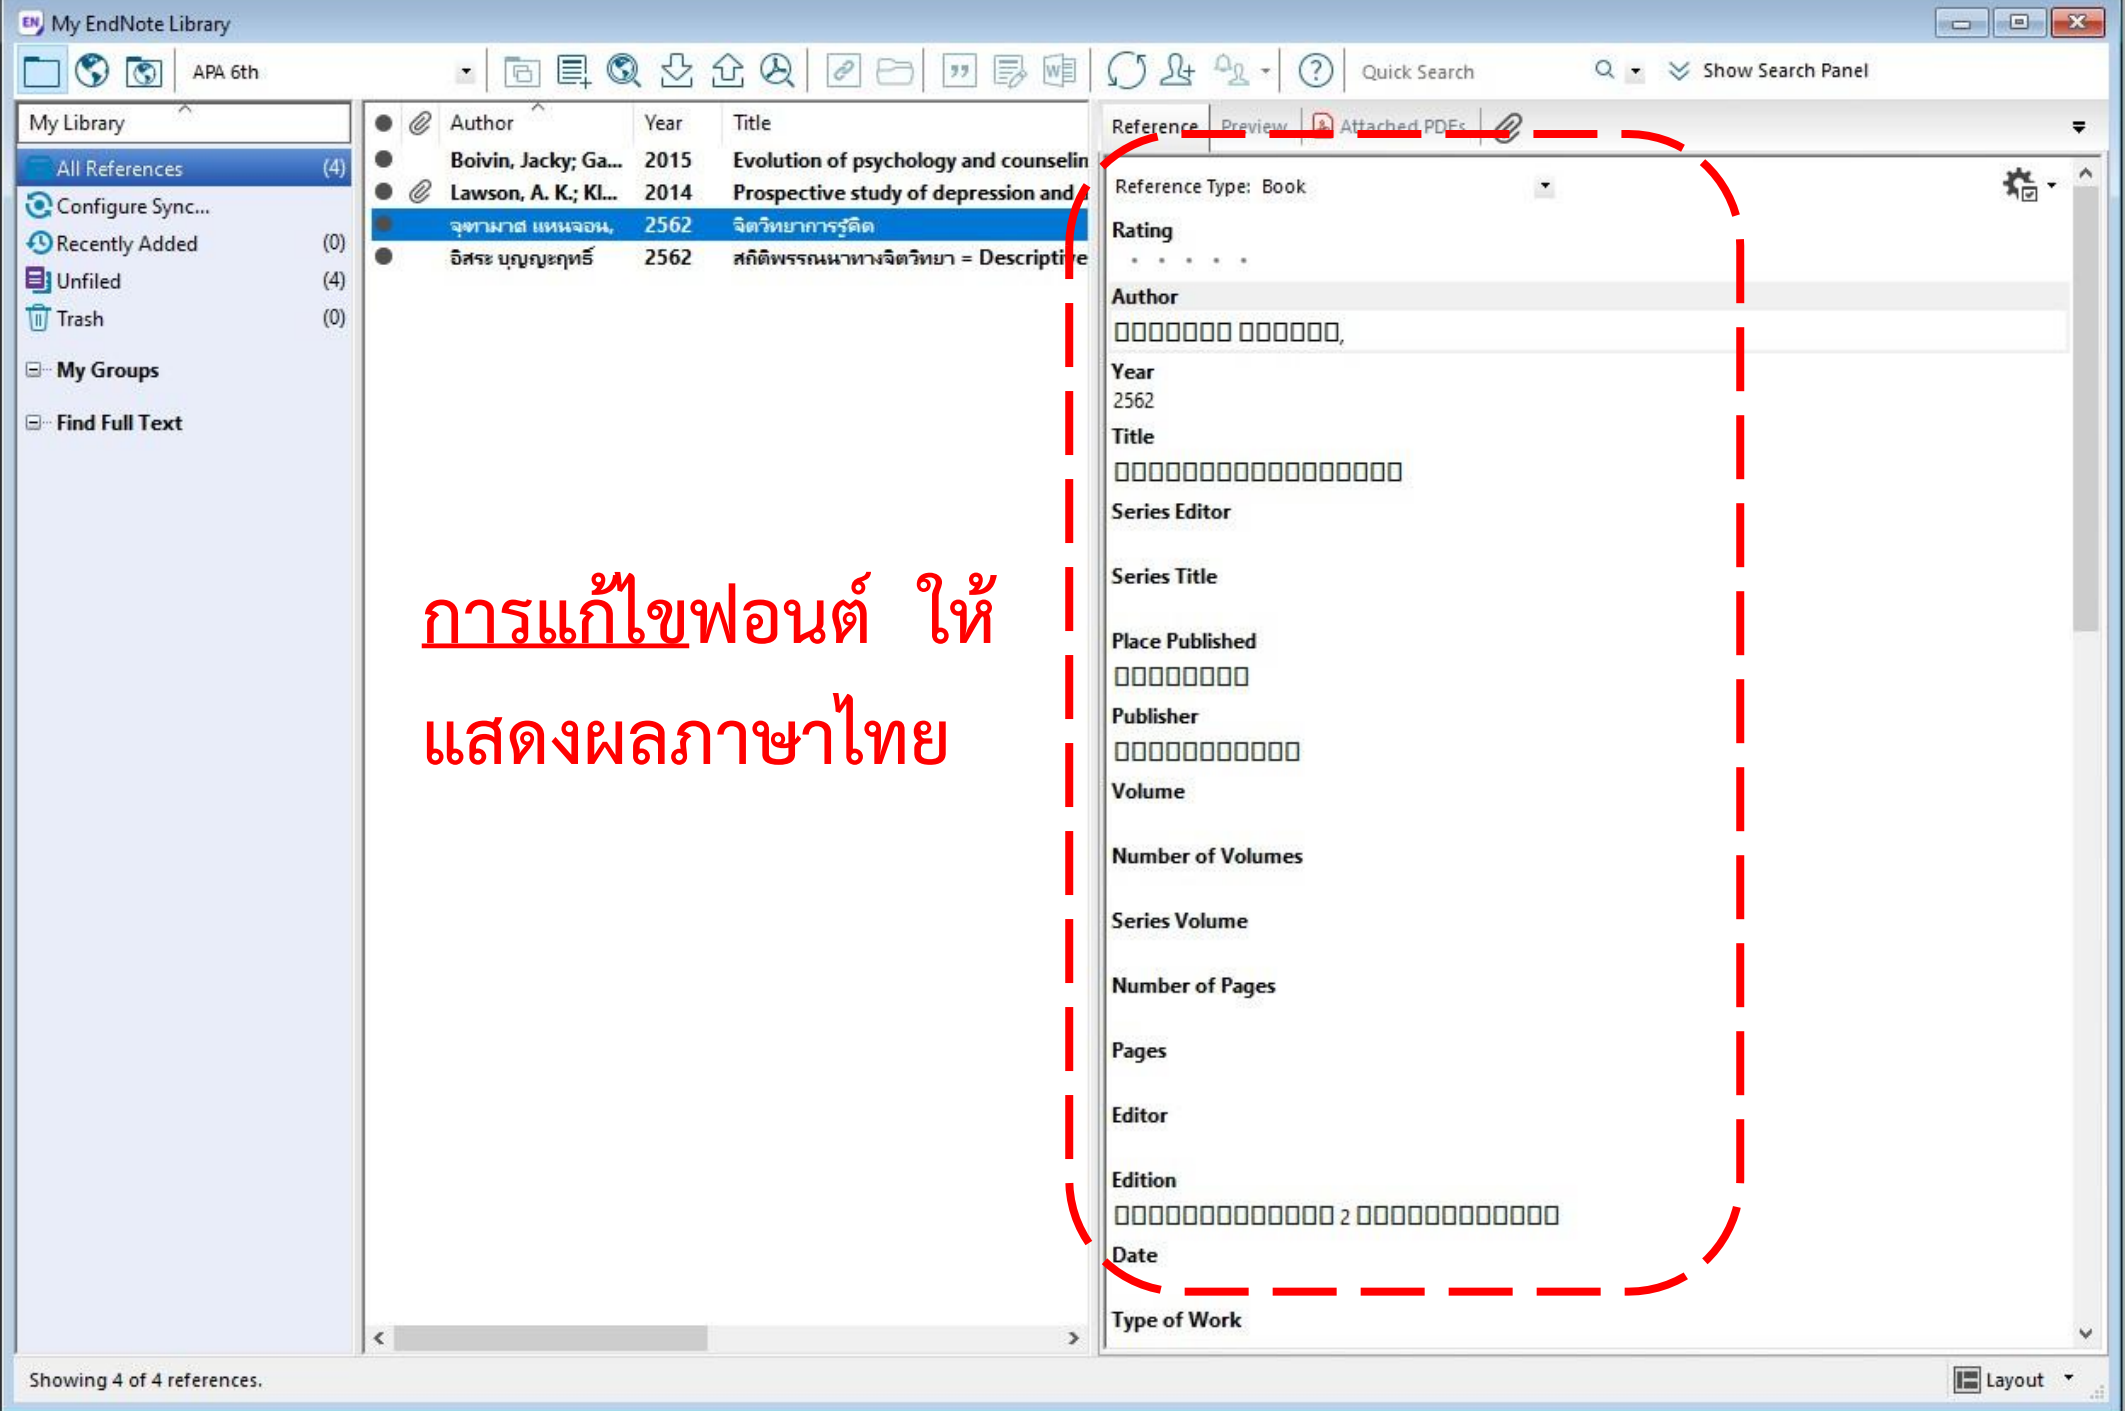 My EndNote Library
APA 6th
Quick Search
Show Search Panel
My Library
All References (4)
Configure Sync...
Recently Added (0)
Unfiled (4)
Trash (0)
My Groups
Find Full Text
Author Year Title
Boivin, Jacky; Ga... 2015 Evolution of psychology and counselin
Lawson, A. K.; Kl... 2014 Prospective study of depression and
จุฑามาศ แหนจอน, 2562 จิตวิทยาการรู้คิด
อิสระ บุญญะฤทธิ์ 2562 สถิติพรรณนาทางจิตวิทยา = Descriptive
การแก้ไขฟอนต์ ให้
แสดงผลภาษาไทย
Reference Preview Attached PDFs
Reference Type: Book
Rating
Author
Year
2562
Title
Series Editor
Series Title
Place Published
Publisher
Volume
Number of Volumes
Series Volume
Number of Pages
Pages
Editor
Edition
2
Date
Type of Work
Showing 4 of 4 references.
Layout